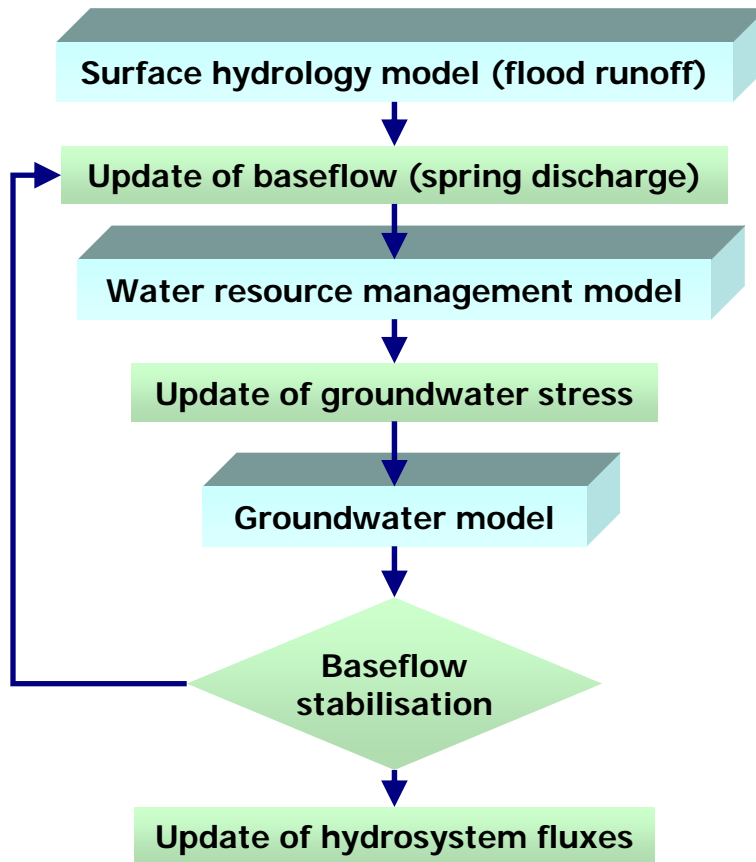 Surface hydrology model (flood runoff)
Update of baseflow (spring discharge)
Water resource management model
Update of groundwater stress
Groundwater model
Baseflow
stabilisation
Update of hydrosystem fluxes